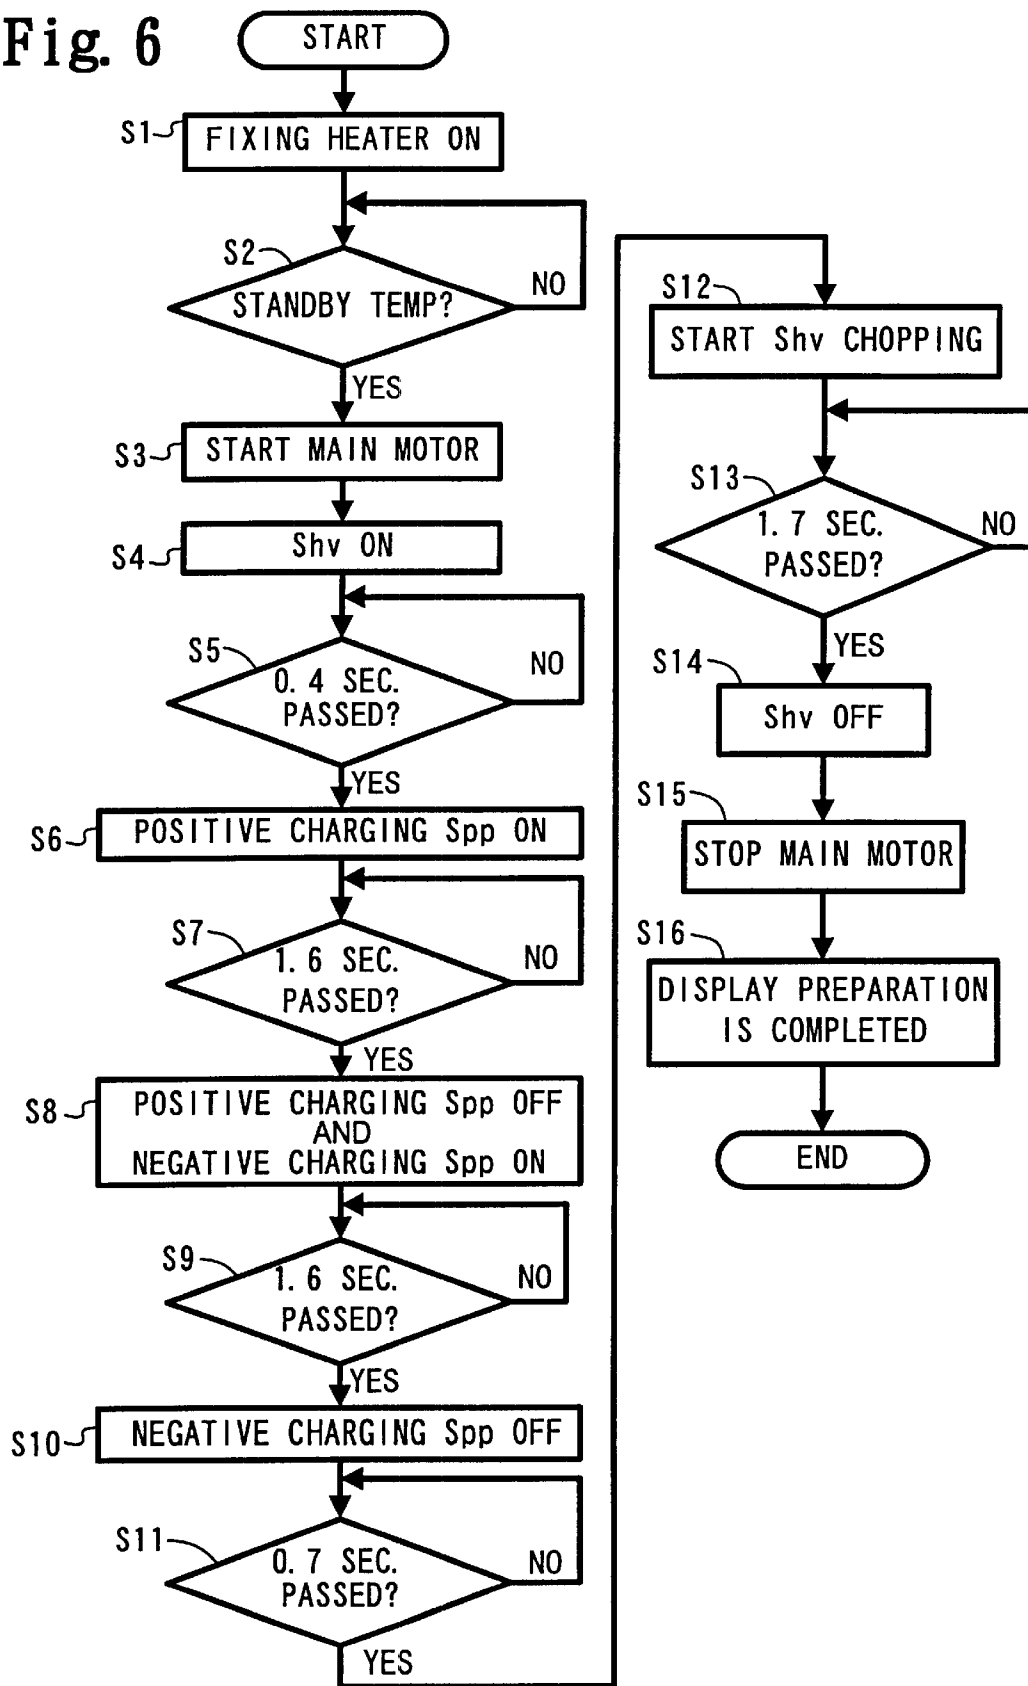 Fig. 6
START
S1
FIXING HEATER ON
S2
STANDBY TEMP?
NO
YES
S3
START MAIN MOTOR
S4
Shv ON
S5
0.4 SEC.
PASSED?
NO
YES
S6
POSITIVE CHARGING Spp ON
S7
1.6 SEC.
PASSED?
NO
YES
S8
POSITIVE CHARGING Spp OFF
AND
NEGATIVE CHARGING Spp ON
S9
1.6 SEC.
PASSED?
NO
YES
S10
NEGATIVE CHARGING Spp OFF
S11
0.7 SEC.
PASSED?
NO
YES
S12
START Shv CHOPPING
S13
1.7 SEC.
PASSED?
NO
YES
S14
Shv OFF
S15
STOP MAIN MOTOR
S16
DISPLAY PREPARATION
IS COMPLETED
END